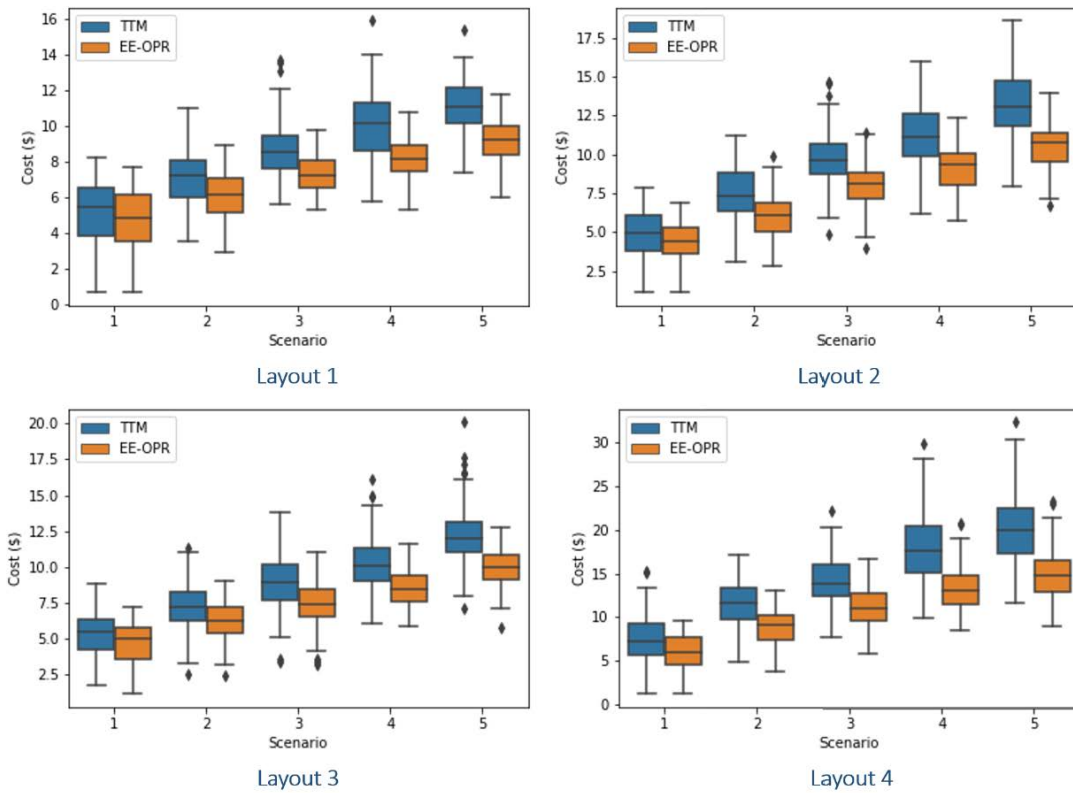 16
14
12
10
8
6
4
2
0
Cost ($)
TTM
EE-OPR
1 2 3 4 5
Scenario
Layout 1
17.5
15.0
12.5
10.0
7.5
5.0
2.5
Cost ($)
TTM
EE-OPR
1 2 3 4 5
Scenario
Layout 2
20.0
17.5
15.0
12.5
10.0
7.5
5.0
2.5
Cost ($)
TTM
EE-OPR
1 2 3 4 5
Scenario
Layout 3
30
25
20
15
10
5
0
Cost ($)
TTM
EE-OPR
1 2 3 4 5
Scenario
Layout 4